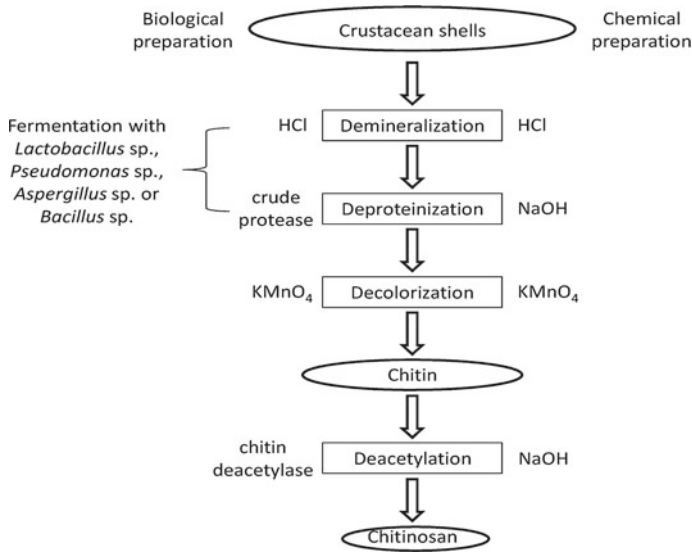 Biological
preparation
Crustacean shells
Chemical
preparation
Fermentation with
Lactobacillus sp.,
Pseudomonas sp.,
Aspergillus sp. or
Bacillus sp.
HCl
Demineralization
HCl
crude
protease
Deproteinization
NaOH
KMnO₄
Decolorization
KMnO₄
Chitin
chitin
deacetylase
Deacetylation
NaOH
Chitinosan